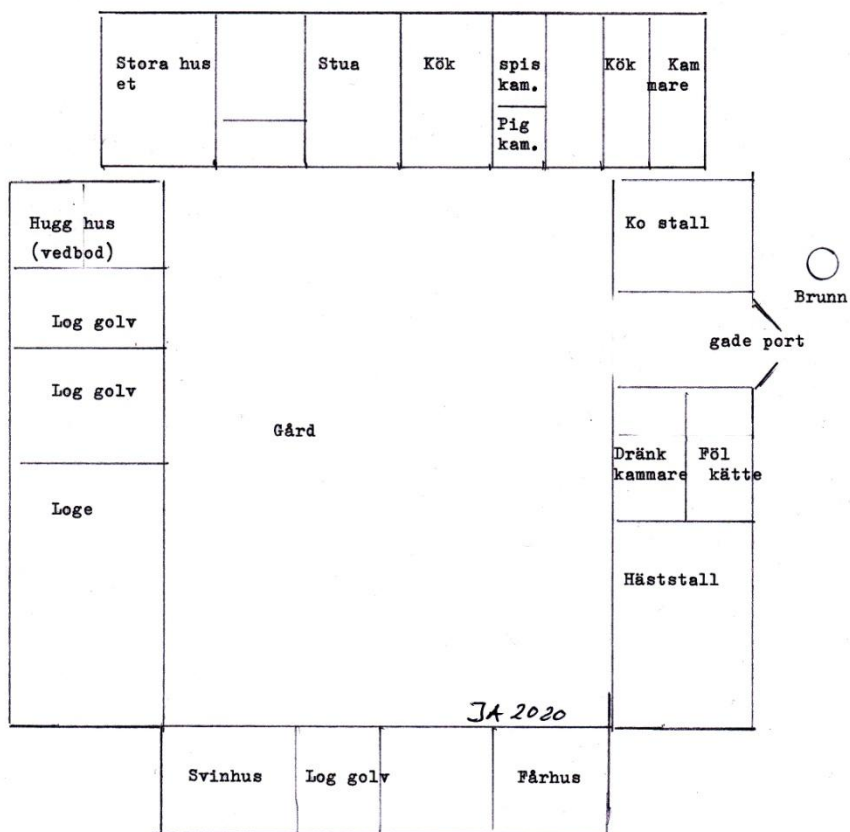 Stora hus
et
Stua
Kök
spis
kam.
Pig
kam.
Kök
Kam
mare
Hugg hus
(vedbod)
Ko stall
Brunn
Log golv
gade port
Log golv
Gård
Dränk
kammare
Föl
kätte
Loge
Häststall
JA 2020
Svinhus
Log golv
Fårhus